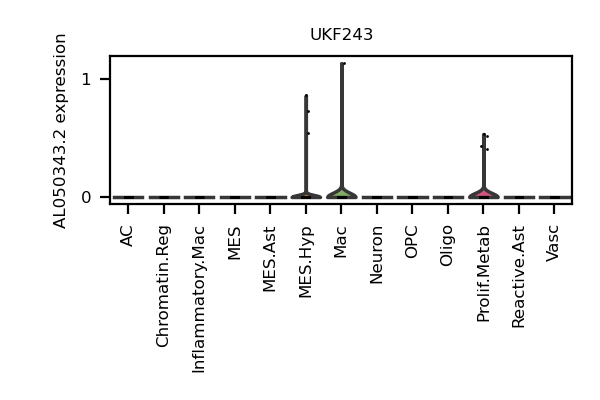 UKF243
AL050343.2 expression
1
0
AC
Chromatin.Reg
Inflammatory.Mac
MES
MES.Ast
MES.Hyp
Mac
Neuron
OPC
Oligo
Prolif.Metab
Reactive.Ast
Vasc